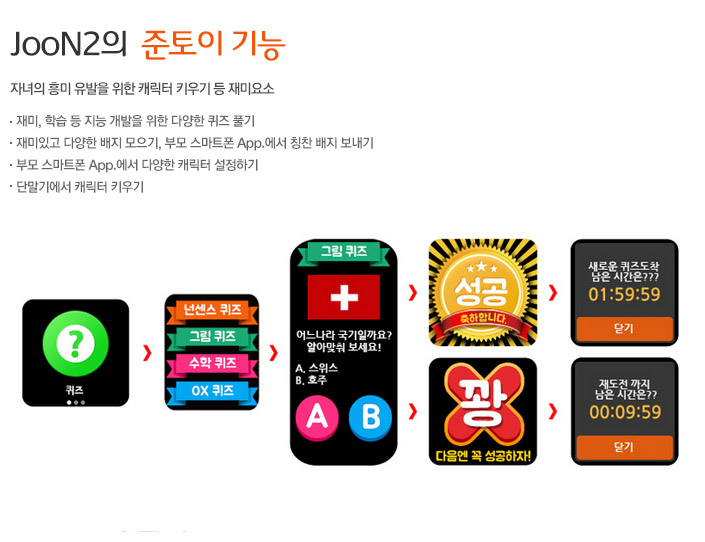 JooN2의 준토이 기능
자녀의 흥미 유발을 위한 캐릭터 키우기 등 재미요소
· 재미, 학습 등 지능 개발을 위한 다양한 퀴즈 풀기
· 재미있고 다양한 배지 모으기, 부모 스마트폰 App.에서 칭찬 배지 보내기
· 부모 스마트폰 App.에서 다양한 캐릭터 설정하기
· 단말기에서 캐릭터 키우기
?
퀴즈
넌센스 퀴즈
그림 퀴즈
수학 퀴즈
OX 퀴즈
그림 퀴즈
어느나라 국기일까요?
알아맞춰 보세요!
A. 스위스
B. 호주
A B
성공
축하합니다.
새로운 퀴즈도착
남은 시간은???
01:59:59
닫기
꽝
다음엔 꼭 성공하자!
재도전 까지
남은 시간은??
00:09:59
닫기